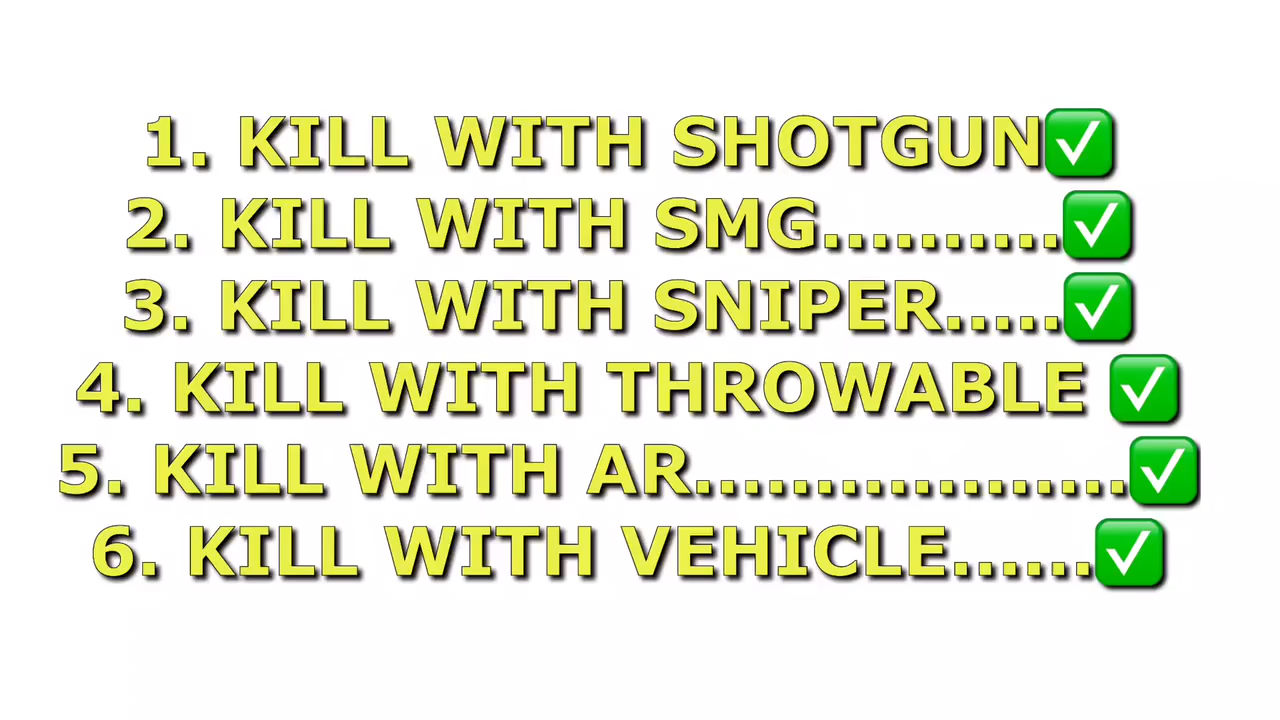 1. KILL WITH SHOTGUN✅
2. KILL WITH SMG..........✅
3. KILL WITH SNIPER.....✅
4. KILL WITH THROWABLE ✅
5. KILL WITH AR..................✅
6. KILL WITH VEHICLE......✅